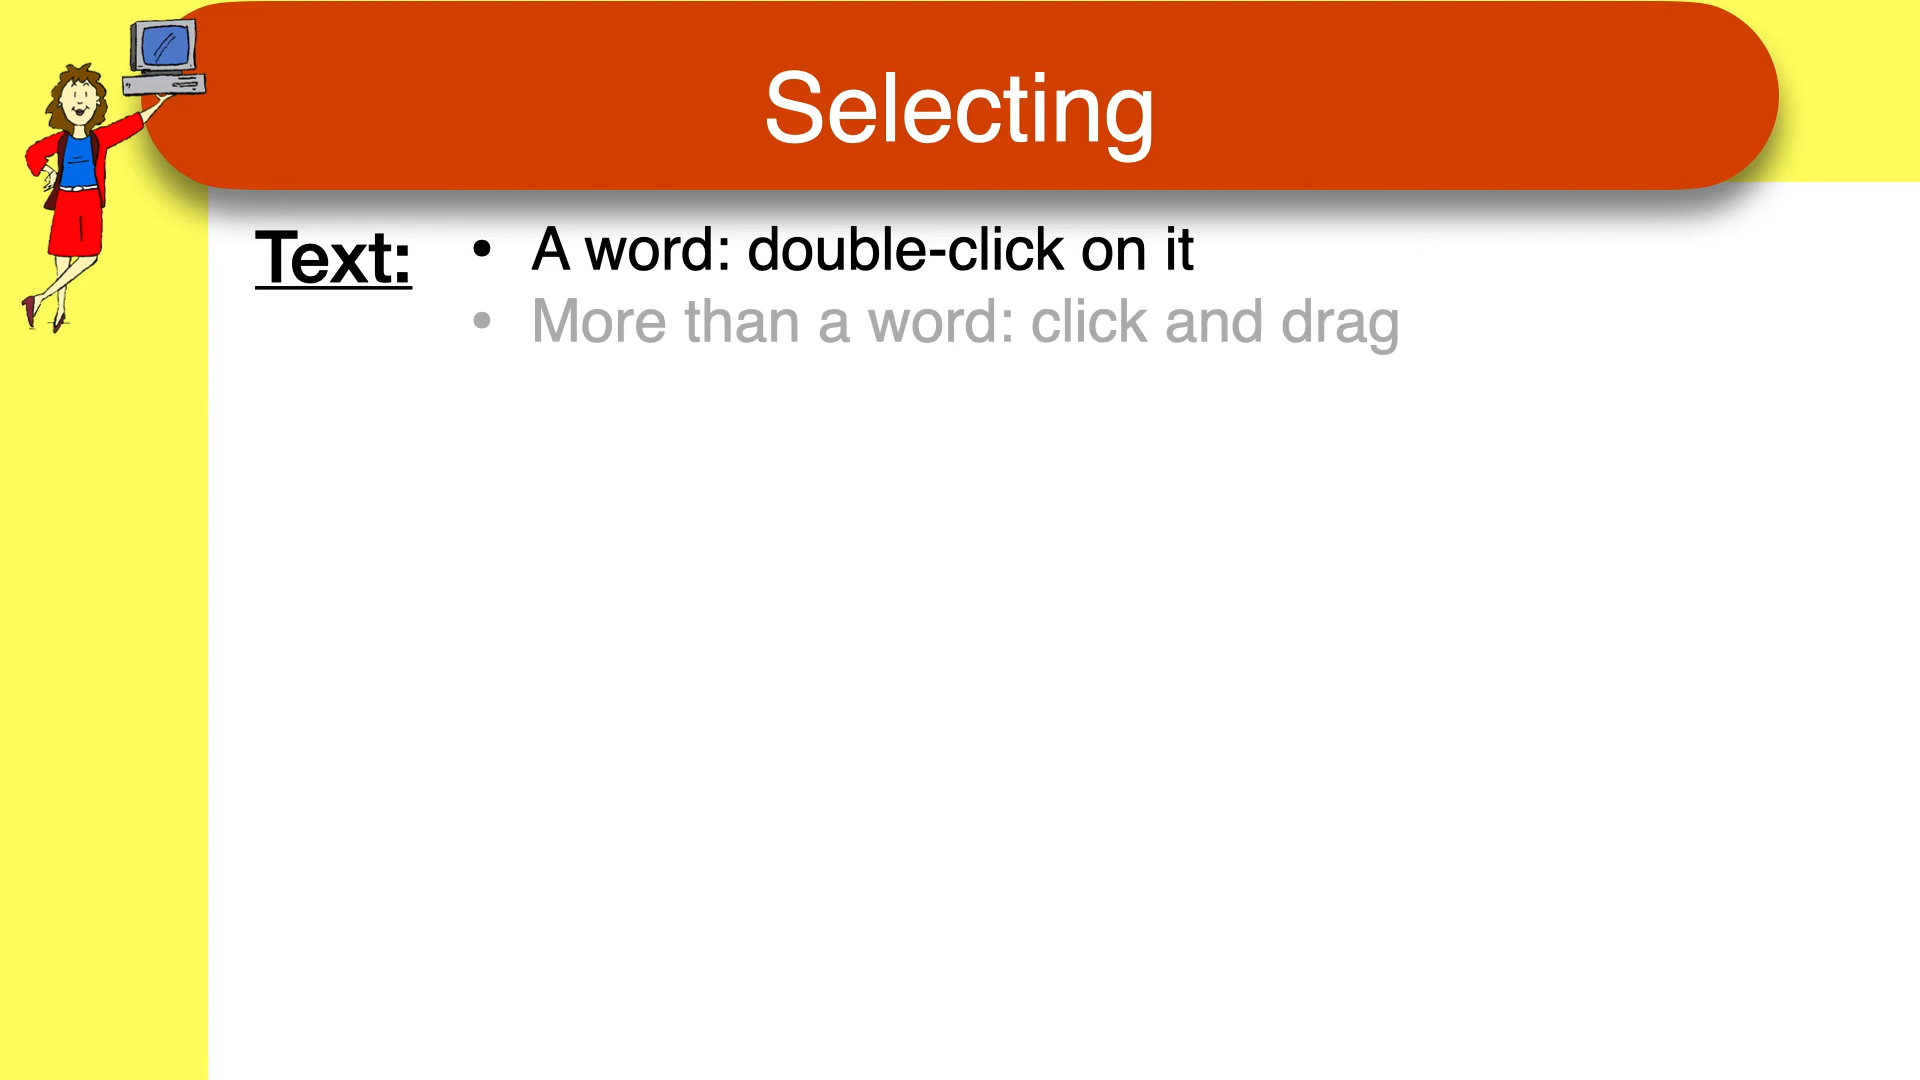 Selecting
Text:
• A word: double-click on it
• More than a word: click and drag